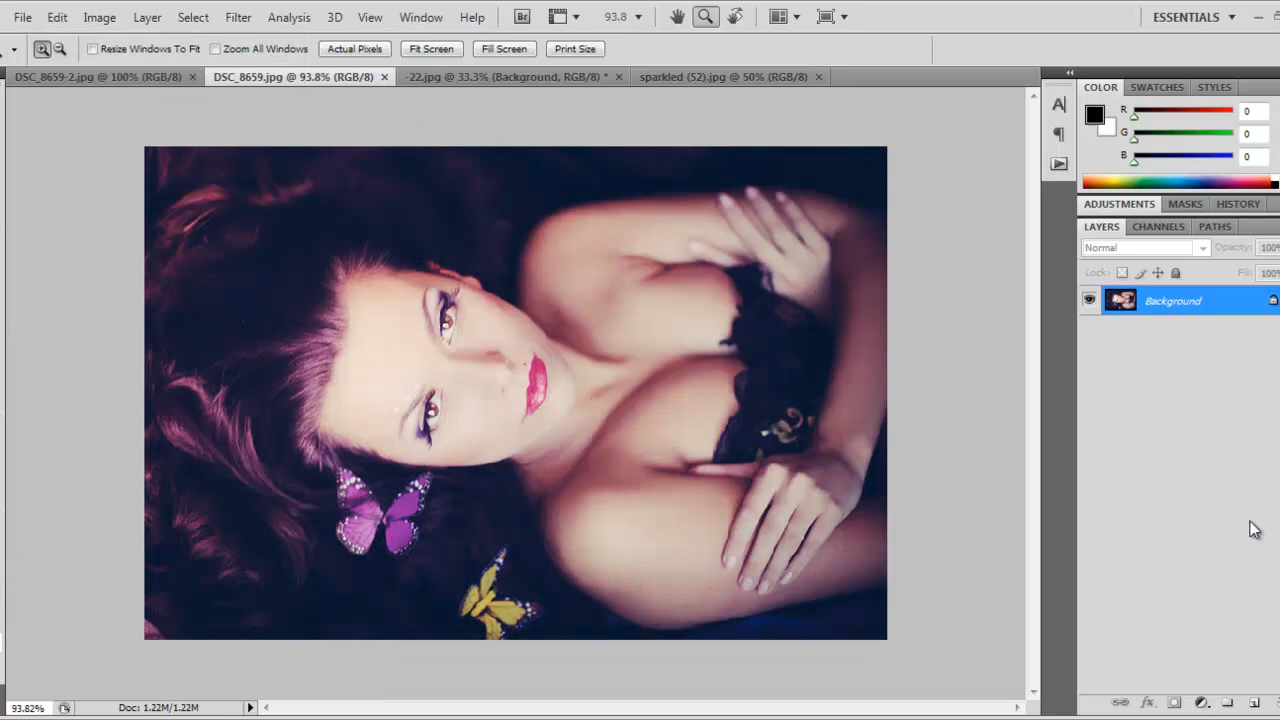 File Edit Image Layer Select Filter Analysis 3D View Window Help Br 93.8 ESSENTIALS
Resize Windows To Fit Zoom All Windows Actual Pixels Fit Screen Fill Screen Print Size
DSC_8659-2.jpg @ 100% (RGB/8) × DSC_8659.jpg @ 93.8% (RGB/8) × -22.jpg @ 33.3% (Background, RGB/8) * × sparkled (52).jpg @ 50% (RGB/8) ×
COLOR SWATCHES STYLES
R 0
G 0
B 0
ADJUSTMENTS MASKS HISTORY
LAYERS CHANNELS PATHS
Normal Opacity: 100%
Lock: Fill: 100%
Background
93.82% Doc: 1.22M/1.22M